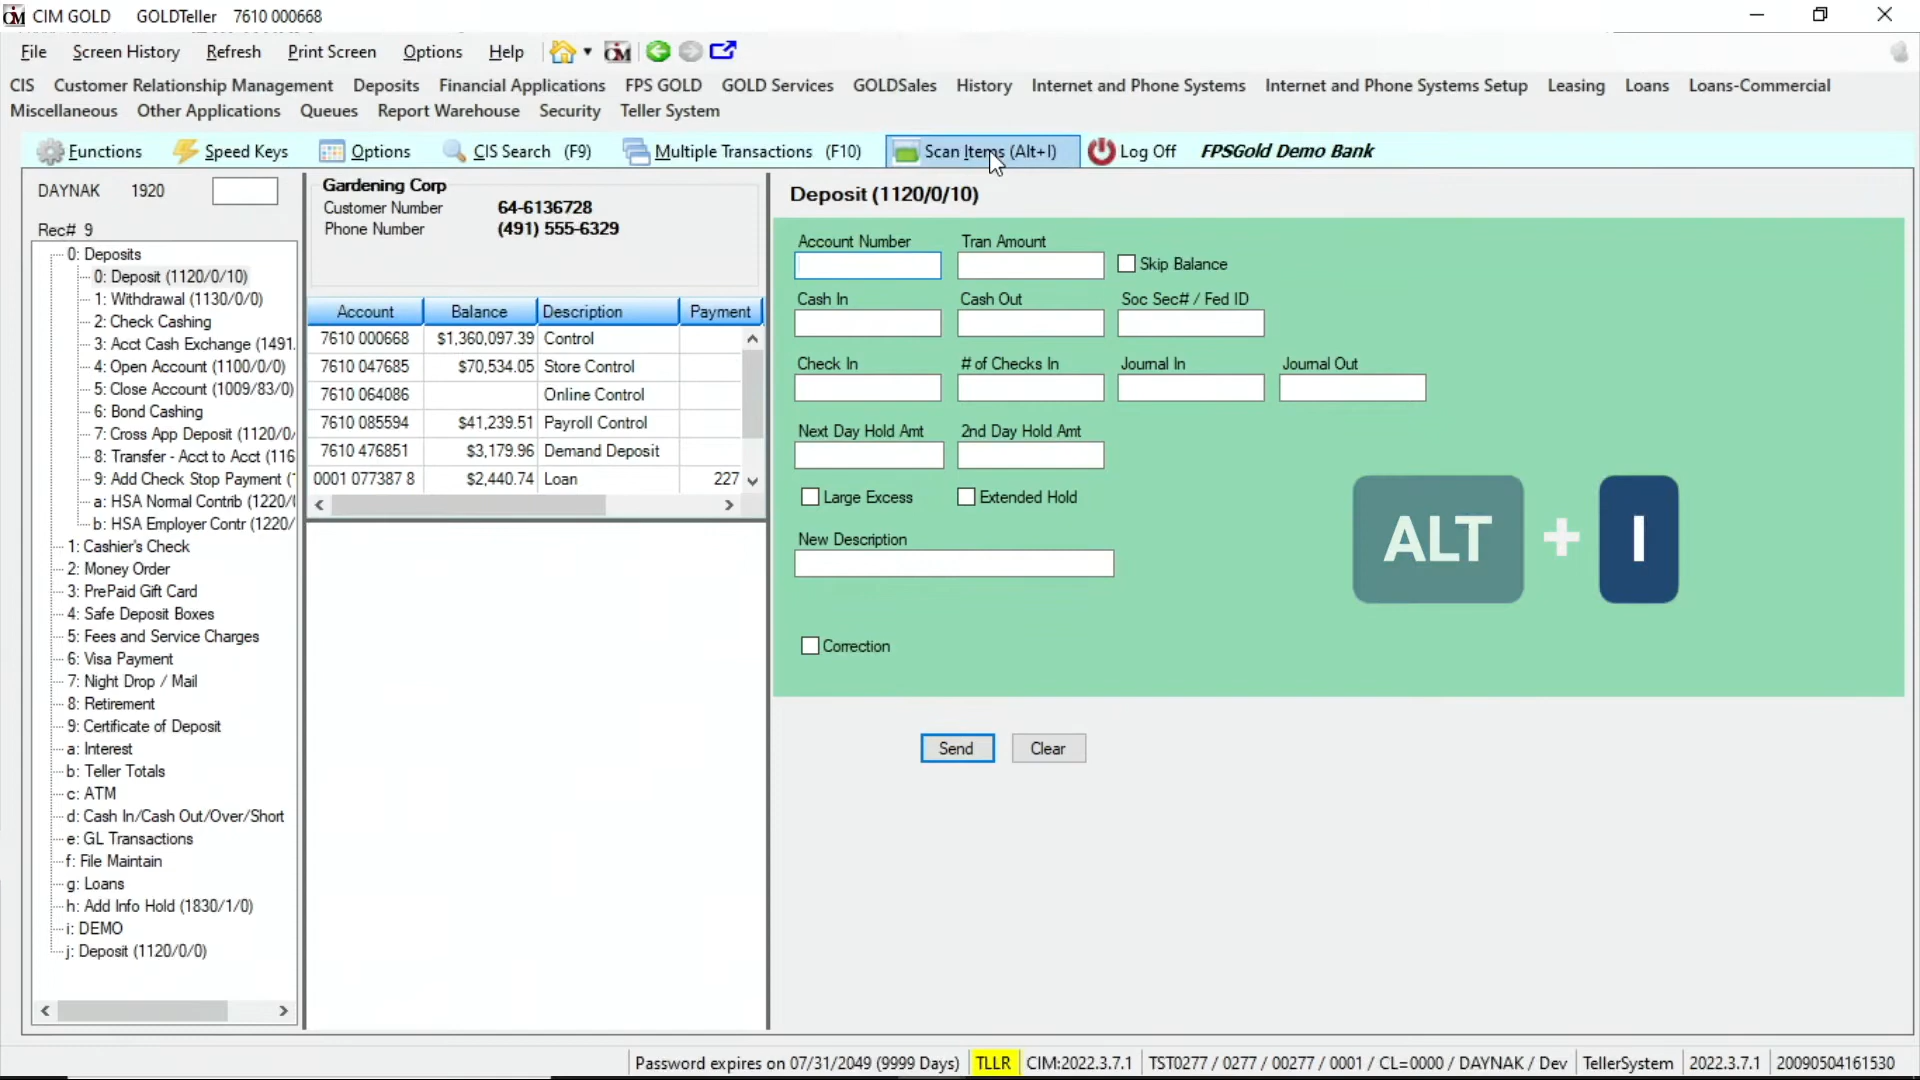 CIM GOLD GOLDTeller 7610 000668
File Screen History Refresh Print Screen Options Help
CIS Customer Relationship Management Deposits Financial Applications FPS GOLD GOLD Services GOLDSales History Internet and Phone Systems Internet and Phone Systems Setup Leasing Loans Loans-Commercial
Miscellaneous Other Applications Queues Report Warehouse Security Teller System
Functions Speed Keys Options CIS Search (F9) Multiple Transactions (F10) Scan Items (Alt+I) Log Off FPSGold Demo Bank
DAYNAK 1920
Rec# 9
0: Deposits
0: Deposit (1120/0/10)
1: Withdrawal (1130/0/0)
2: Check Cashing
3: Acct Cash Exchange (1491.
4: Open Account (1100/0/0)
5: Close Account (1009/83/0)
6: Bond Cashing
7: Cross App Deposit (1120/0/
8: Transfer - Acct to Acct (116
9: Add Check Stop Payment (
a: HSA Normal Contrib (1220/
b: HSA Employer Contr (1220/
1: Cashier's Check
2: Money Order
3: PrePaid Gift Card
4: Safe Deposit Boxes
5: Fees and Service Charges
6: Visa Payment
7: Night Drop / Mail
8: Retirement
9: Certificate of Deposit
a: Interest
b: Teller Totals
c: ATM
d: Cash In/Cash Out/Over/Short
e: GL Transactions
f: File Maintain
g: Loans
h: Add Info Hold (1830/1/0)
i: DEMO
j: Deposit (1120/0/0)
Gardening Corp
Customer Number 64-6136728
Phone Number (491) 555-6329
Account Balance Description Payment
7610 000668 $1,360,097.39 Control
7610 047685 $70,534.05 Store Control
7610 064086 Online Control
7610 085594 $41,239.51 Payroll Control
7610 476851 $3,179.96 Demand Deposit
0001 077387 8 $2,440.74 Loan 227
Deposit (1120/0/10)
Account Number Tran Amount
Skip Balance
Cash In Cash Out Soc Sec# / Fed ID
Check In # of Checks In Journal In Journal Out
Next Day Hold Amt 2nd Day Hold Amt
Large Excess Extended Hold
New Description
Correction
ALT + I
Send Clear
Password expires on 07/31/2049 (9999 Days) TLLR CIM:2022.3.7.1 TST0277 / 0277 / 00277 / 0001 / CL=0000 / DAYNAK / Dev TellerSystem 2022.3.7.1 20090504161530